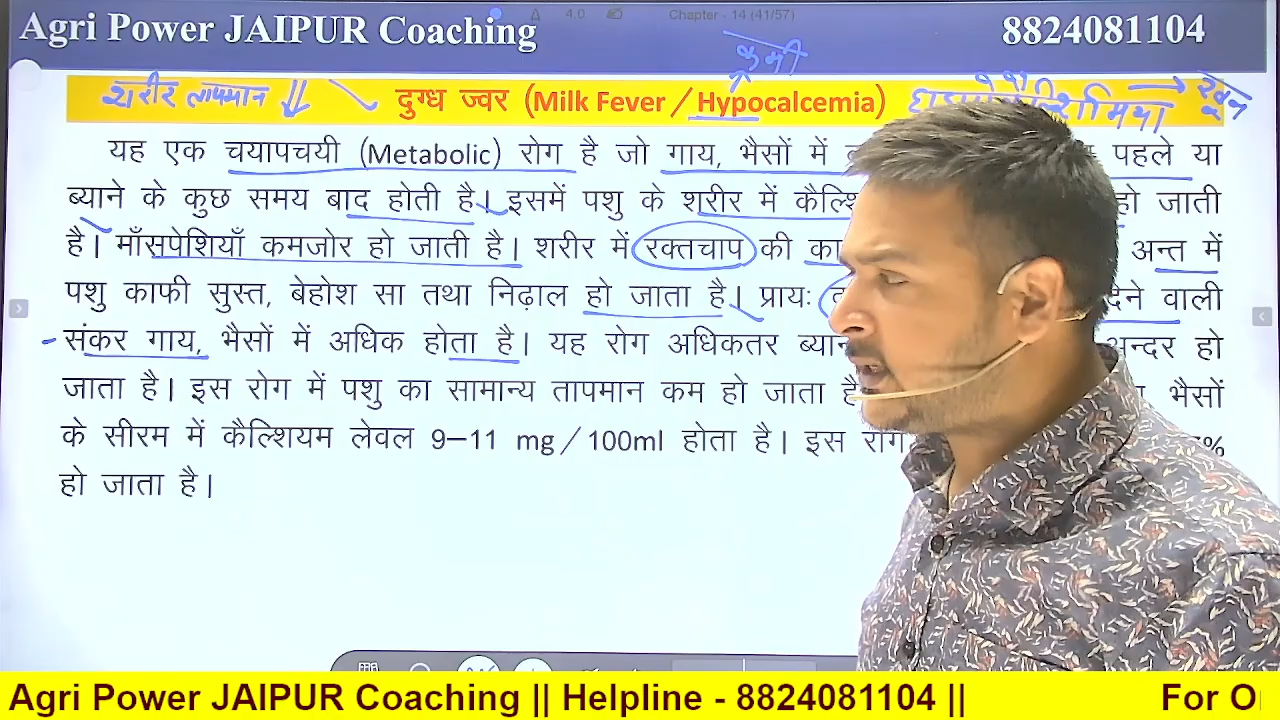 Agri Power JAIPUR Coaching 8824081104
4.0 Chapter - 14 (41/57)
कमी
शरीर तापमान दुग्ध ज्वर (Milk Fever / Hypocalcemia)
यह एक चयापचयी (Metabolic) रोग है जो गाय, भैसों में पहले या
ब्याने के कुछ समय बाद होती है। इसमें पशु के शरीर में हो जाती
है। माँसपेशियाँ कमजोर हो जाती है। शरीर में रक्तचाप की अन्त में
पशु काफी सुस्त, बेहोश सा तथा निढ़ाल हो जाता है। प्रायः देने वाली
संकर गाय, भैसों में अधिक होता है। यह रोग अधिकतर अन्दर हो
जाता है। इस रोग में पशु का सामान्य तापमान कम हो जाता भैसों
के सीरम में कैल्शियम लेवल 9–11 mg/100ml होता है। इस रोग
हो जाता है।
Agri Power JAIPUR Coaching || Helpline - 8824081104 || For